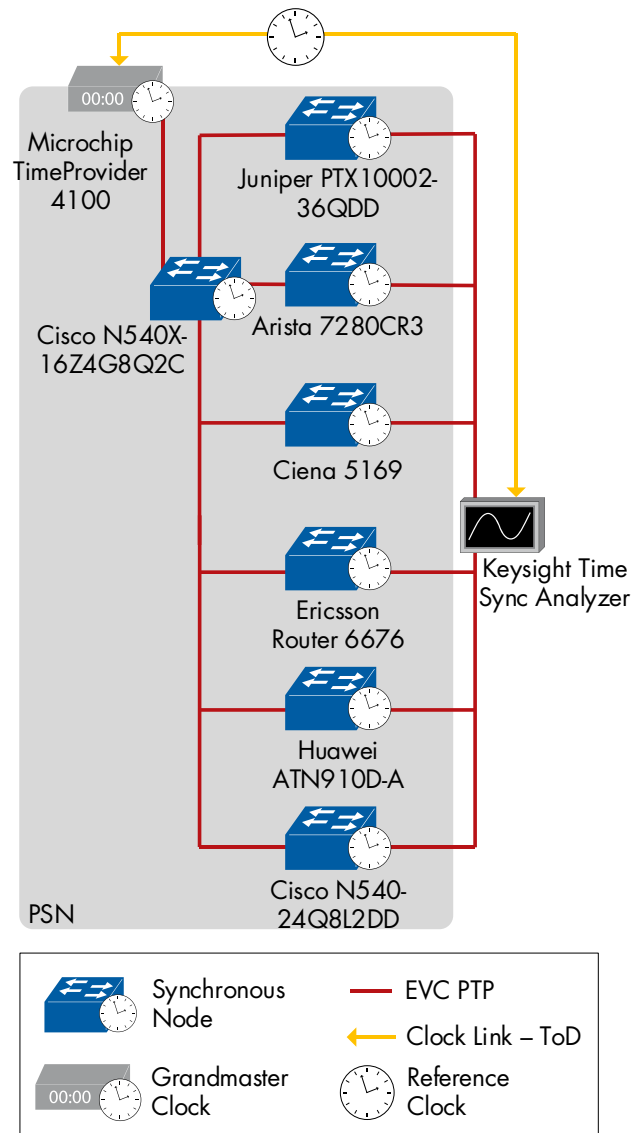 00:00
Microchip
TimeProvider
4100
Juniper PTX10002-
36QDD
Cisco N540X-
16Z4G8Q2C
Arista 7280CR3
Ciena 5169
Keysight Time
Sync Analyzer
Ericsson
Router 6676
Huawei
ATN910D-A
Cisco N540-
24Q8L2DD
PSN
Synchronous
Node
EVC PTP
Clock Link – ToD
00:00
Grandmaster
Clock
Reference
Clock